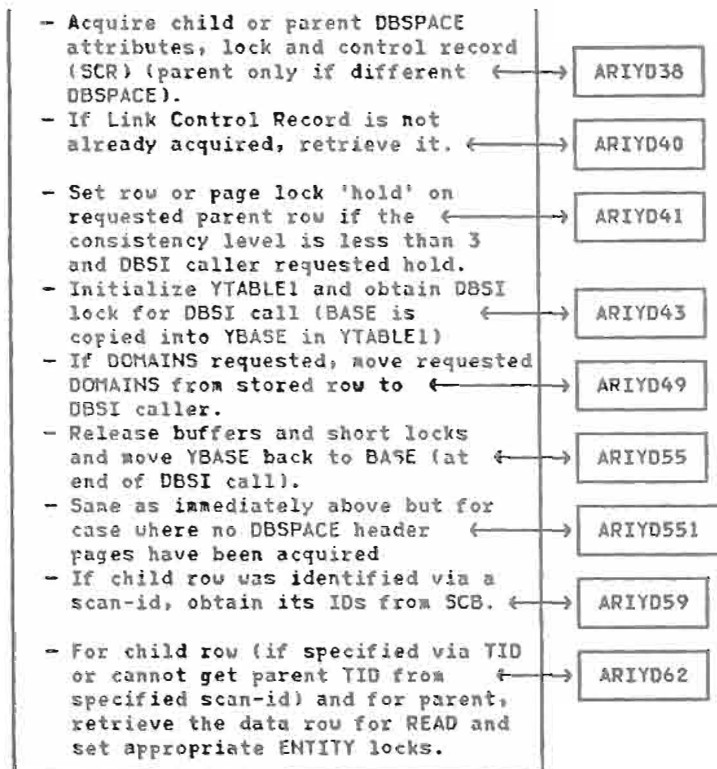 - Acquire child or parent DBSPACE
attributes, lock and control record
(SCR) (parent only if different
DBSPACE).
ARIYD38
- If Link Control Record is not
already acquired, retrieve it.
ARIYD40
- Set row or page lock 'hold' on
requested parent row if the
consistency level is less than 3
and DBSI caller requested hold.
ARIYD41
- Initialize YTABLE1 and obtain DBSI
lock for DBSI call (BASE is
copied into YBASE in YTABLE1)
ARIYD43
- If DOMAINS requested, move requested
DOMAINS from stored row to
DBSI caller.
ARIYD49
- Release buffers and short locks
and move YBASE back to BASE (at
end of DBSI call).
ARIYD55
- Same as immediately above but for
case where no DBSPACE header
pages have been acquired
ARIYD551
- If child row was identified via a
scan-id, obtain its IDs from SCB.
ARIYD59
- For child row (if specified via TID
or cannot get parent TID from
specified scan-id) and for parent,
retrieve the data row for READ and
set appropriate ENTITY locks.
ARIYD62